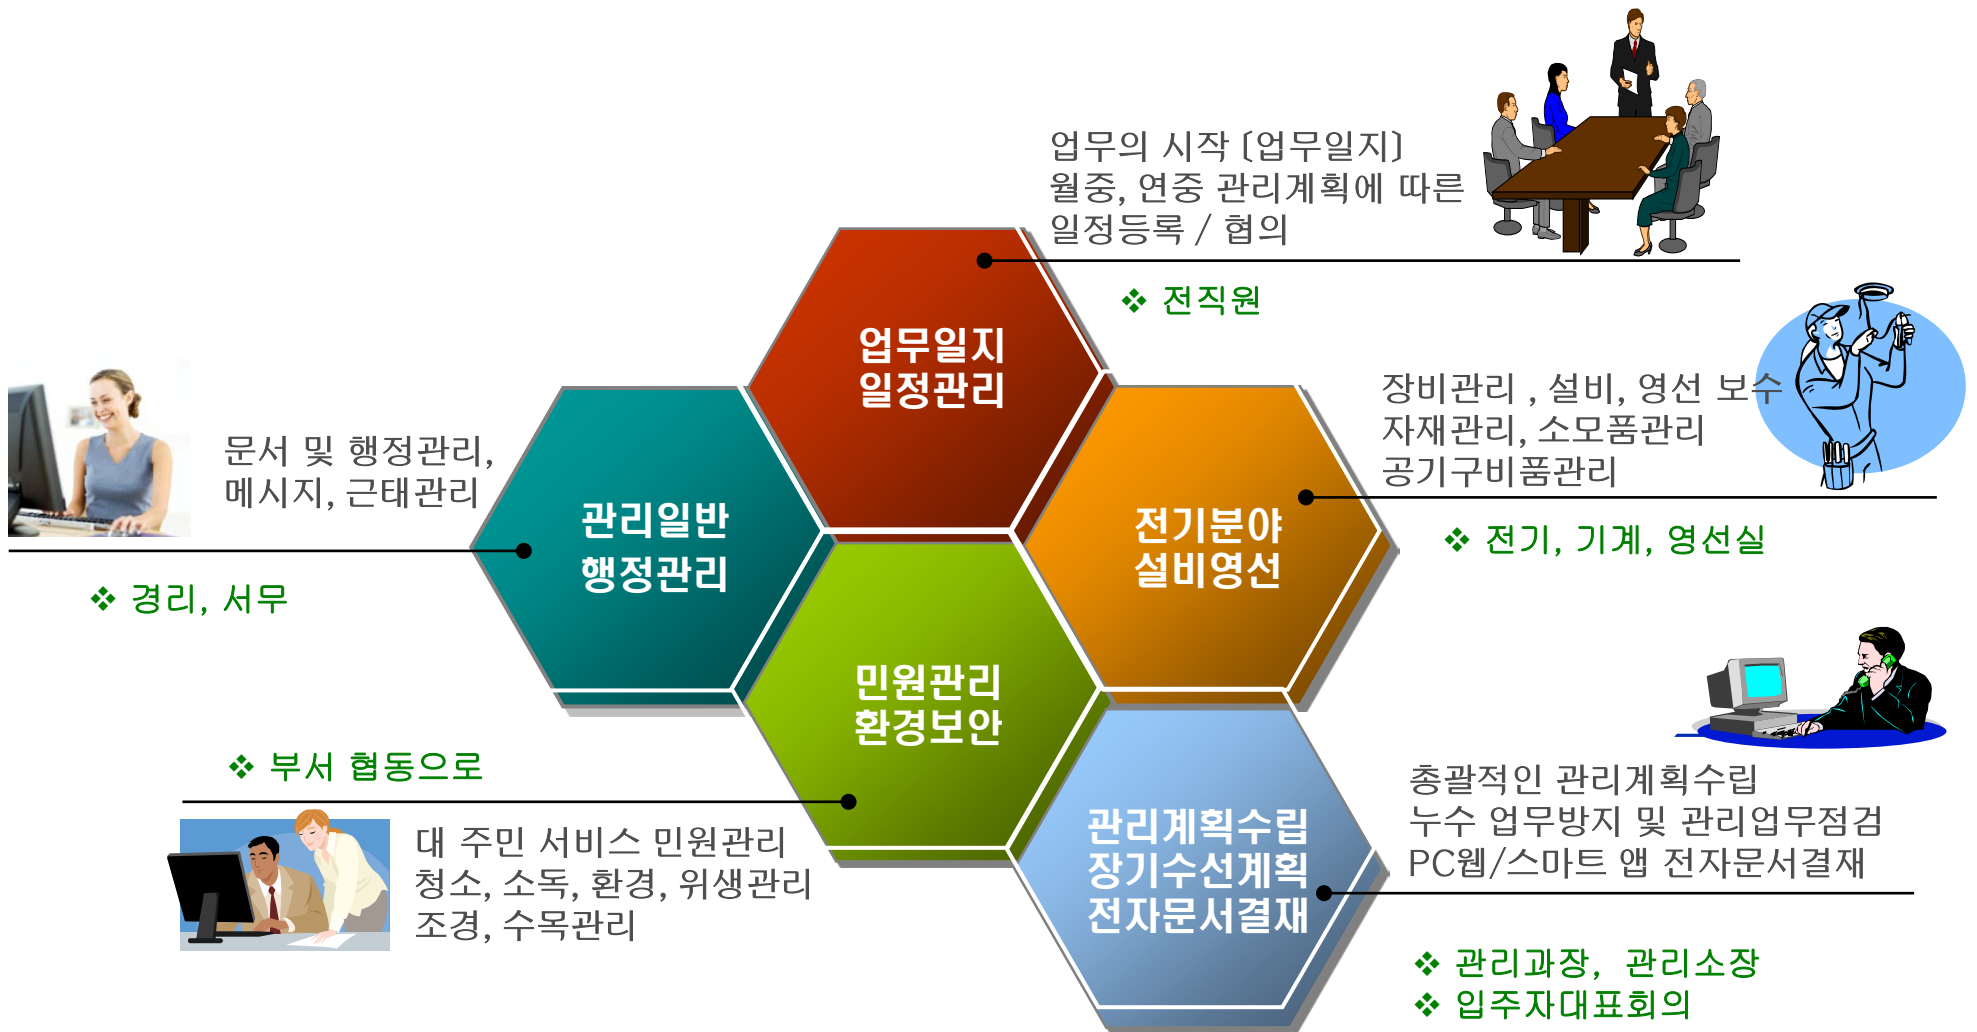 업무의 시작 [업무일지]
월중, 연중 관리계획에 따른
일정등록 / 협의
❖ 전직원
업무일지
일정관리
장비관리 , 설비, 영선 보수
자재관리, 소모품관리
공기구비품관리
❖ 전기, 기계, 영선실
전기분야
설비영선
문서 및 행정관리,
메시지, 근태관리
❖ 경리, 서무
관리일반
행정관리
민원관리
환경보안
❖ 부서 협동으로
대 주민 서비스 민원관리
청소, 소독, 환경, 위생관리
조경, 수목관리
관리계획수립
장기수선계획
전자문서결재
총괄적인 관리계획수립
누수 업무방지 및 관리업무점검
PC웹/스마트 앱 전자문서결재
❖ 관리과장, 관리소장
❖ 입주자대표회의